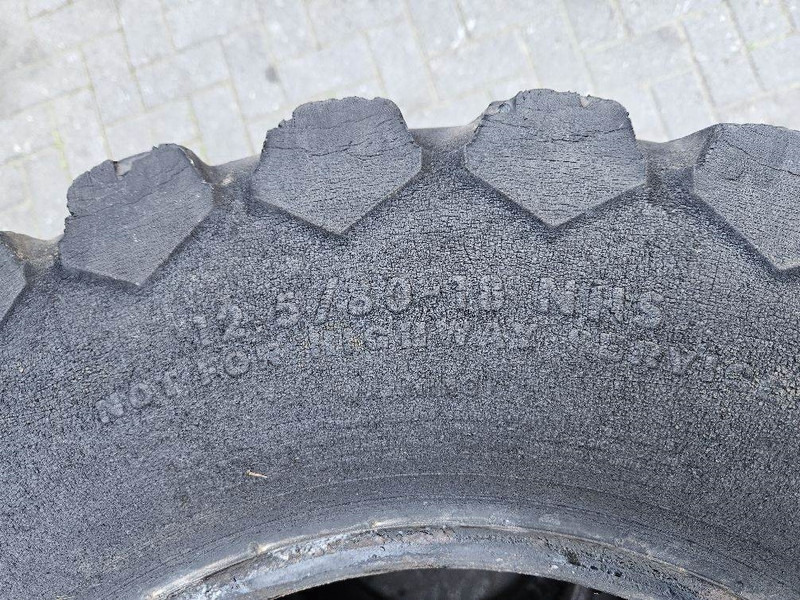 12.5/80-18 NHS
NOT FOR HIGHWAY SERVICE